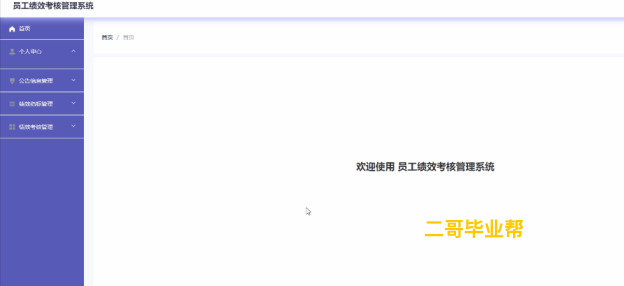 员工绩效考核管理系统
首页
首页 / 首页
个人中心
公告信息管理
绩效指标管理
绩效考核管理
欢迎使用 员工绩效考核管理系统
二哥毕业帮